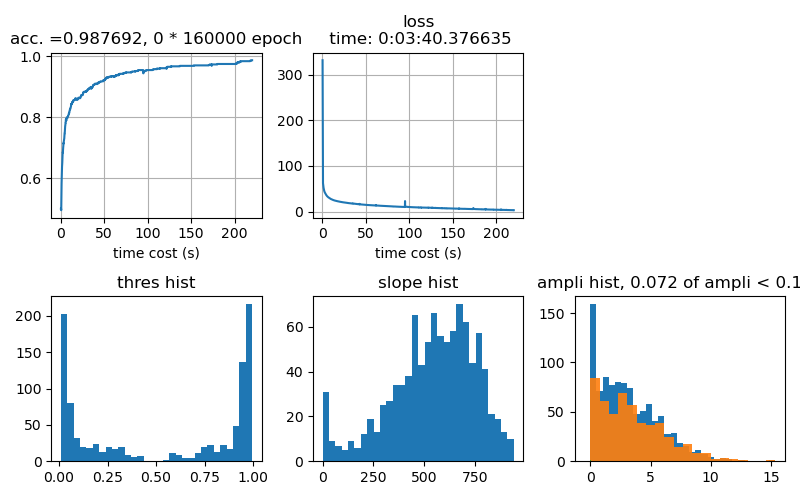 acc. =0.987692, 0 * 160000 epoch
1.0
0.8
0.6
0 50 100 150 200
time cost (s)
loss
time: 0:03:40.376635
300
200
100
0
0 50 100 150 200
time cost (s)
thres hist
200
150
100
50
0
0.00 0.25 0.50 0.75 1.00
slope hist
60
40
20
0
0 250 500 750
ampli hist, 0.072 of ampli < 0.1
150
100
50
0
0 5 10 15